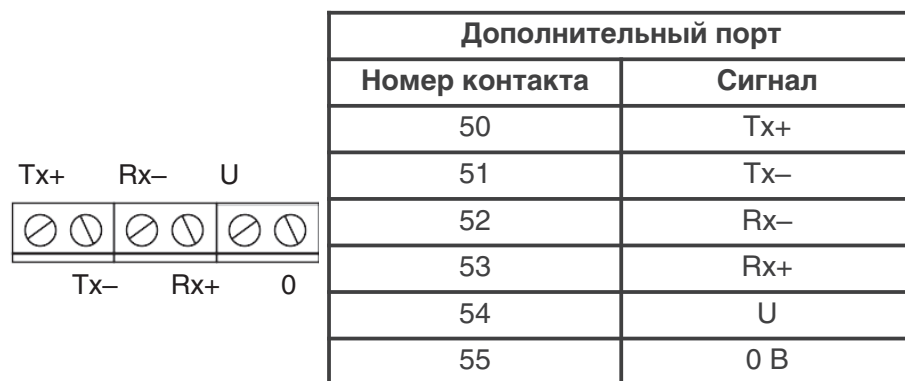 Дополнительный порт
Номер контакта Сигнал
50 Tx+
51 Tx–
52 Rx–
53 Rx+
54 U
55 0 В
Tx+ Rx– U
Tx– Rx+ 0